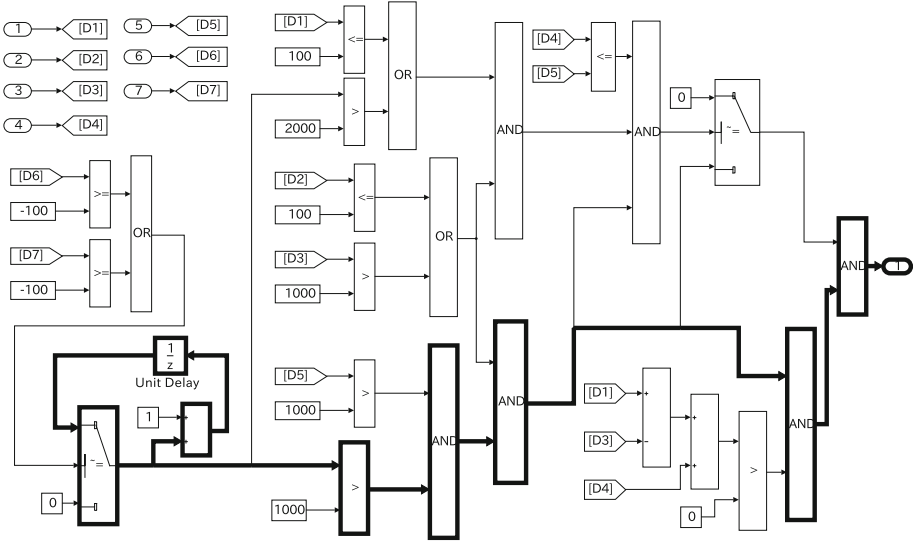 1 [D1] 5 [D5]
2 [D2] 6 [D6]
3 [D3] 7 [D7]
4 [D4]
[D6]
-100
>=
[D7]
-100
>=
OR
1
z
Unit Delay
1
+
+
~=
0
[D1]
100
<=
2000
>
OR
[D2]
100
<=
[D3]
1000
>
OR
[D5]
1000
>
1000
>
AND
AND
AND
[D4]
[D5]
<=
AND
0
~=
[D1]
[D3]
+
-
[D4]
+
+
0
>
AND
AND
1